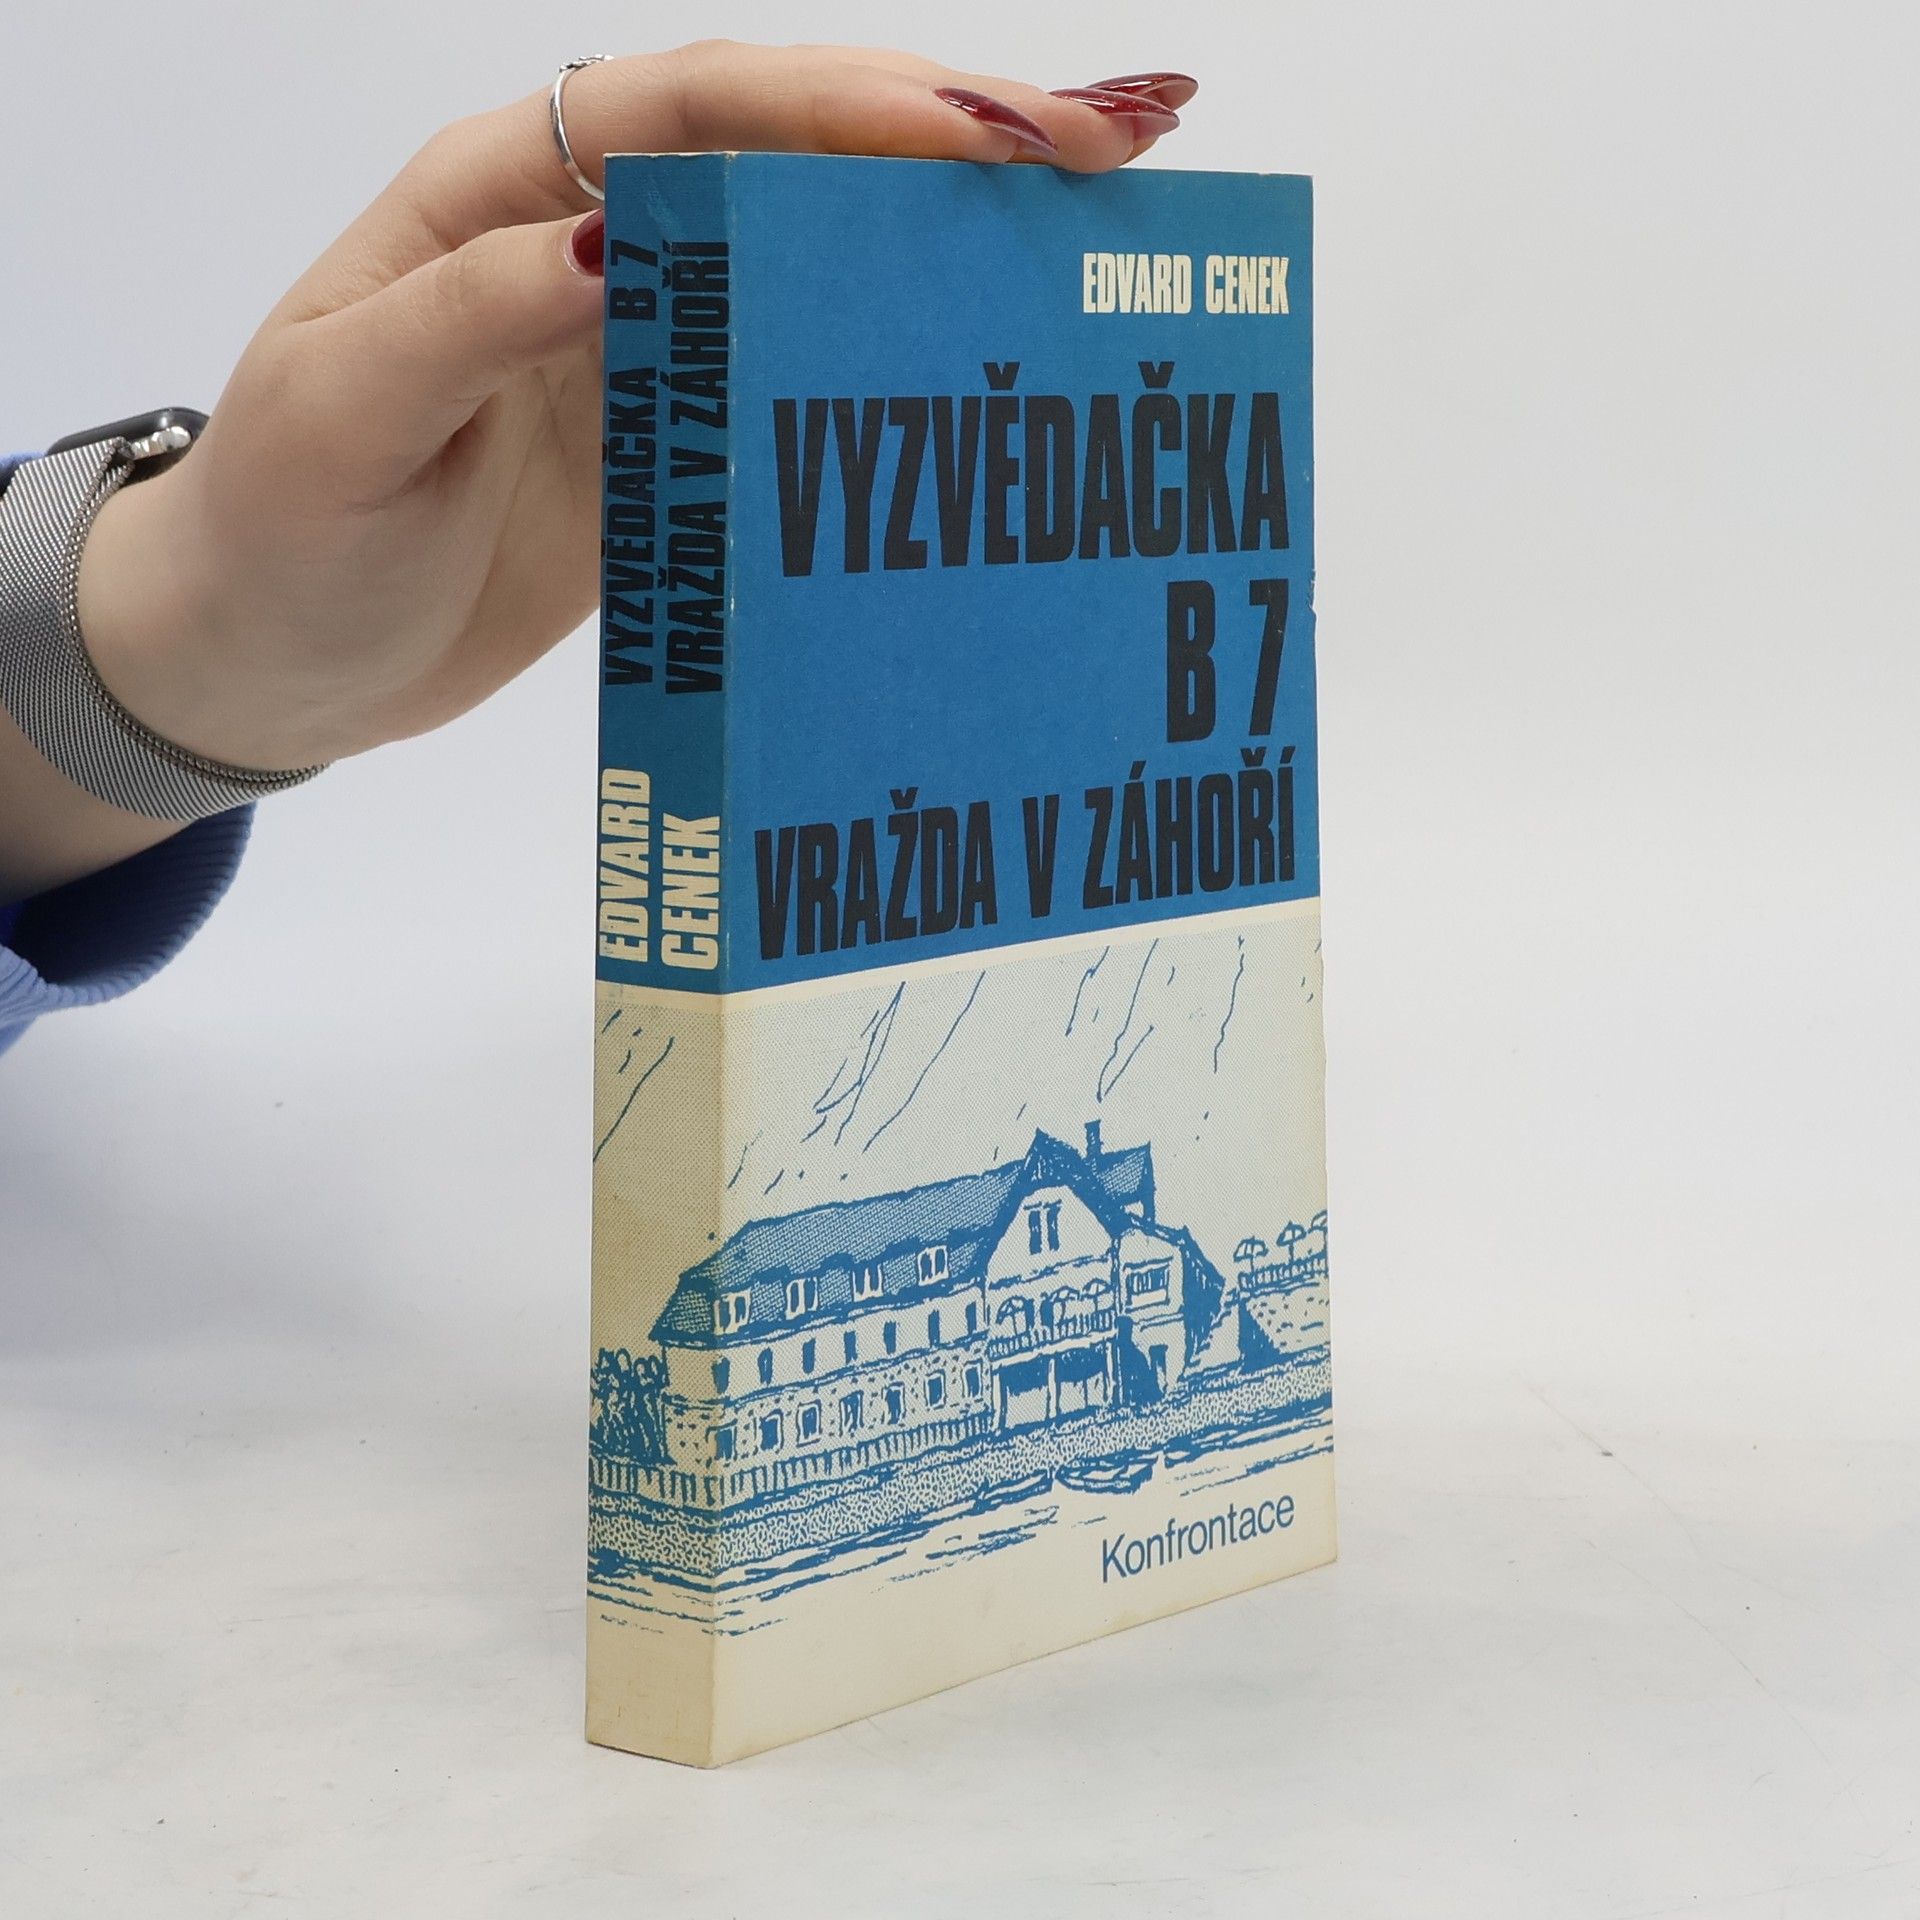 VYZVĚDAČKA B 7
VRAŽDA V ZÁHOŘÍ
EDVARD
CENEK
EDVARD CENEK
VYZVĚDAČKA
B 7
VRAŽDA V ZÁHOŘÍ
Konfrontace